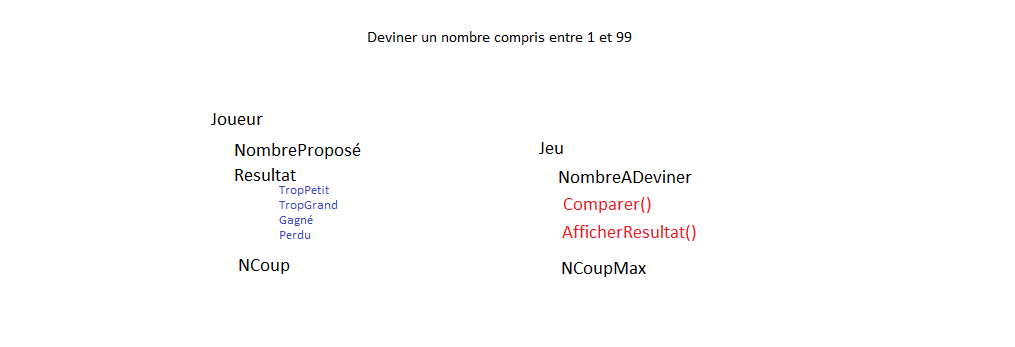 Deviner un nombre compris entre 1 et 99
Joueur
NombreProposé
Resultat
TropPetit
TropGrand
Gagné
Perdu
NCoup
Jeu
NombreADeviner
Comparer()
AfficherResultat()
NCoupMax